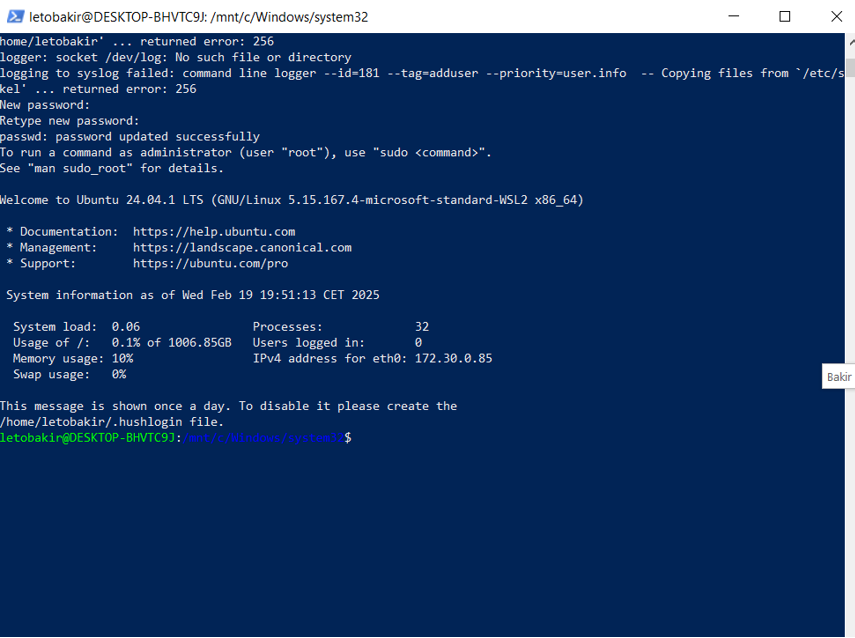 letobakir@DESKTOP-BHVTC9J: /mnt/c/Windows/system32
home/letobakir' ... returned error: 256
logger: socket /dev/log: No such file or directory
logging to syslog failed: command line logger --id=181 --tag=adduser --priority=user.info  -- Copying files from `/etc/s
kel' ... returned error: 256
New password:
Retype new password:
passwd: password updated successfully
To run a command as administrator (user "root"), use "sudo <command>".
See "man sudo_root" for details.

Welcome to Ubuntu 24.04.1 LTS (GNU/Linux 5.15.167.4-microsoft-standard-WSL2 x86_64)

 * Documentation:  https://help.ubuntu.com
 * Management:     https://landscape.canonical.com
 * Support:        https://ubuntu.com/pro

 System information as of Wed Feb 19 19:51:13 CET 2025

  System load:  0.06                Processes:             32
  Usage of /:   0.1% of 1006.85GB   Users logged in:       0
  Memory usage: 10%                 IPv4 address for eth0: 172.30.0.85
  Swap usage:   0%

Bakir

This message is shown once a day. To disable it please create the
/home/letobakir/.hushlogin file.
letobakir@DESKTOP-BHVTC9J:/mnt/c/Windows/system32$